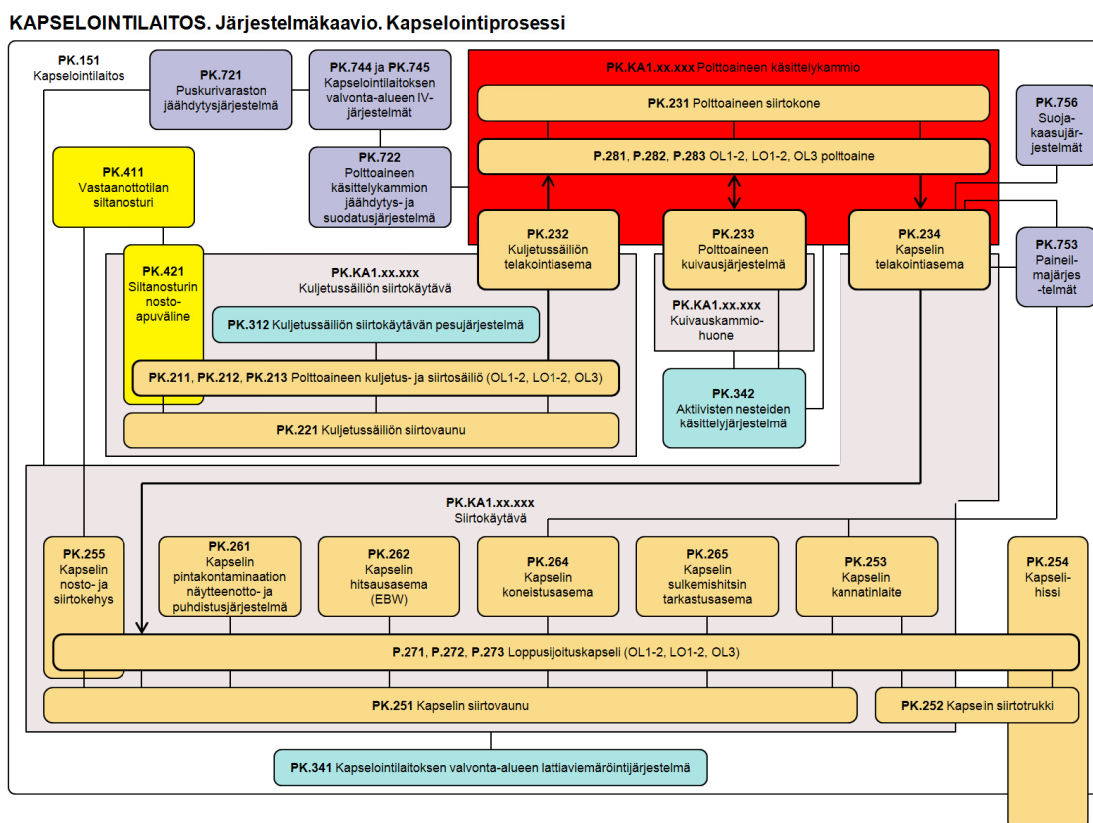 KAPSELOINTILAITOS. Järjestelmäkaavio. Kapselointiprosessi
PK.151
Kapselointilaitos
PK.721
Puskurivaraston
jäähdytysjärjestelmä
PK.744 ja PK.745
Kapselointilaitoksen
valvonta-alueen IV-
järjestelmät
PK.KA1.xx.xxx Polttoaineen käsittelykammio
PK.231 Polttoaineen siirtokone
PK.756
Suoja-
kaasujär-
jestelmät
P.281, P.282, P.283 OL1-2, LO1-2, OL3 polttoaine
PK.722
Polttoaineen
käsittelykammion
jäähdytys- ja
suodatusjärjestelmä
PK.411
Vastaanottotilan
siltanosturi
PK.232
Kuljetussäiliön
telakointiasema
PK.233
Polttoaineen
kuivausjärjestelmä
PK.234
Kapselin
telakointiasema
PK.753
Paineil-
majärjes
-telmät
PK.421
Siltanosturin
nosto-
apuväline
PK.KA1.xx.xxx
Kuljetussäiliön siirtokäytävä
PK.KA1.xx.xxx
Kuivauskammio-
huone
PK.312 Kuljetussäiliön siirtokäytävän pesujärjestelmä
PK.211, PK.212, PK.213 Polttoaineen kuljetus- ja siirtosäiliö (OL1-2, LO1-2, OL3)
PK.342
Aktiivisten nesteiden
käsittelyjärjestelmä
PK.221 Kuljetussäiliön siirtovaunu
PK.KA1.xx.xxx
Siirtokäytävä
PK.255
Kapselin
nosto- ja
siirtokehys
PK.261
Kapselin
pintakontaminaation
näytteenotto- ja
puhdistusjärjestelmä
PK.262
Kapselin
hitsausasema
(EBW)
PK.264
Kapselin
koneistusasema
PK.265
Kapselin
sulkemishitsin
tarkastusasema
PK.253
Kapselin
kannatinlaite
PK.254
Kapseli-
hissi
P.271, P.272, P.273 Loppusijoituskapseli (OL1-2, LO1-2, OL3)
PK.251 Kapselin siirtovaunu
PK.252 Kapsein siirtotrukki
PK.341 Kapselointilaitoksen valvonta-alueen lattiaviemäröintijärjestelmä